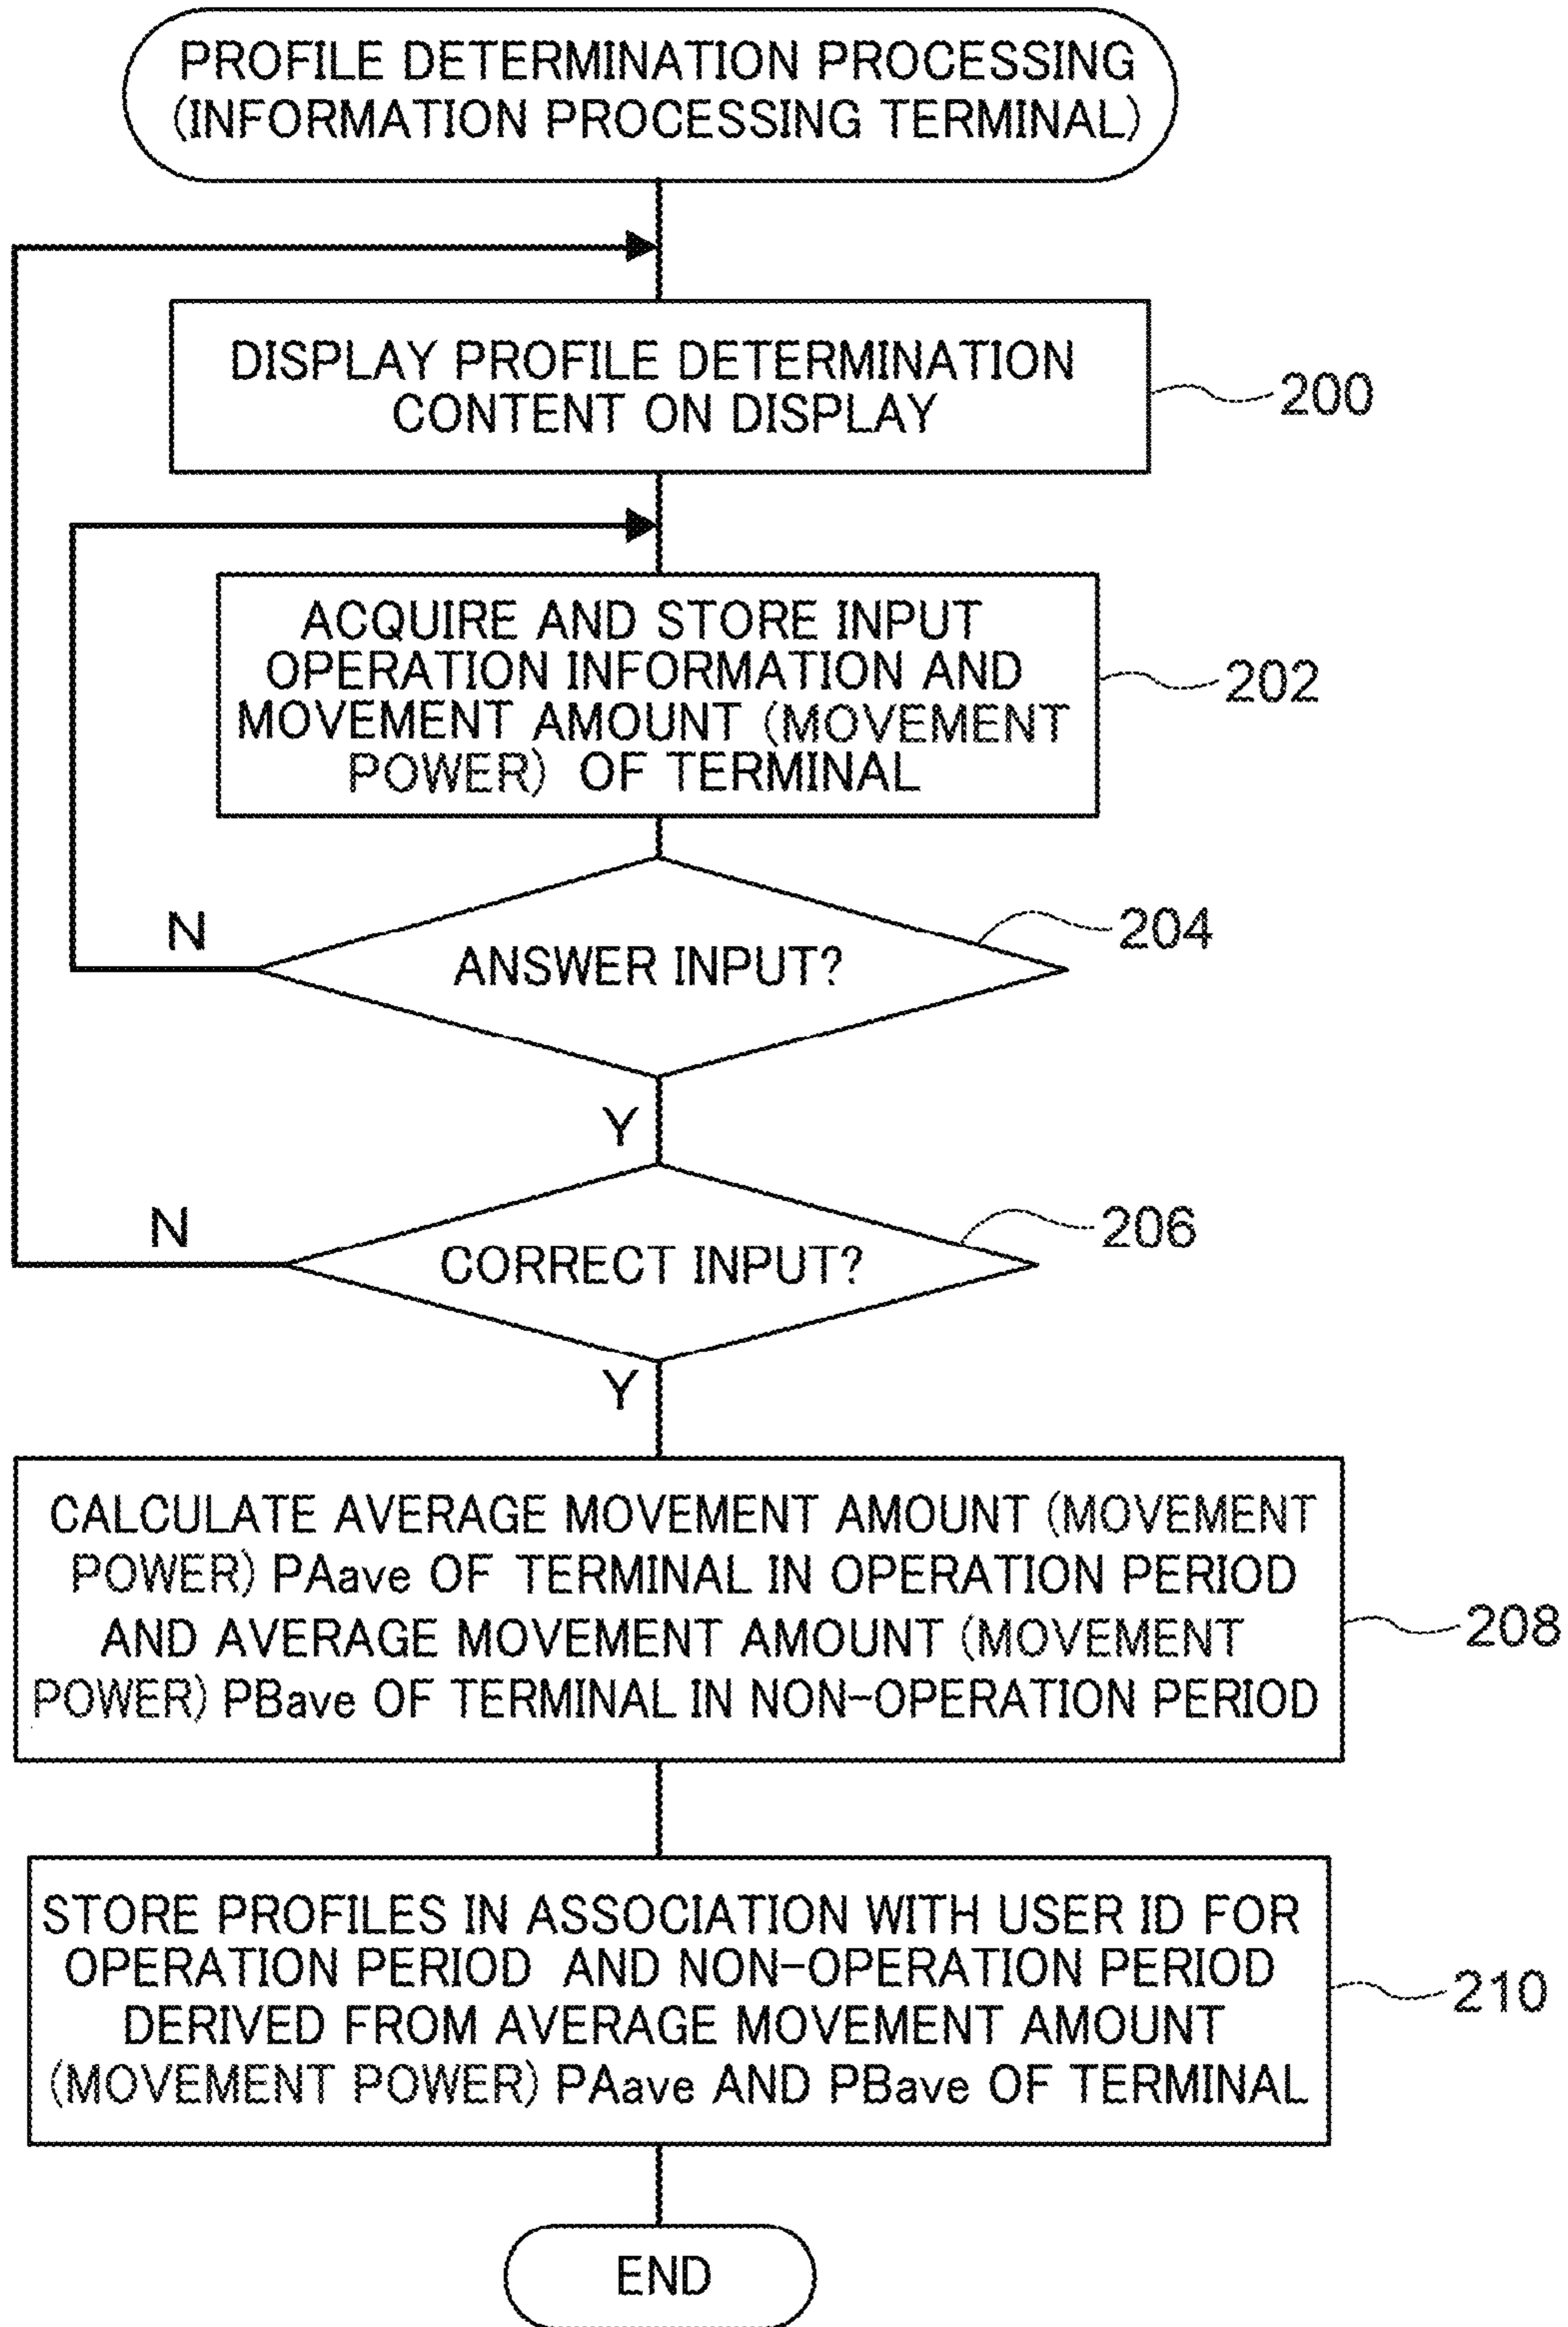 PROFILE DETERMINATION PROCESSING
(INFORMATION PROCESSING TERMINAL)
DISPLAY PROFILE DETERMINATION
CONTENT ON DISPLAY
200
ACQUIRE AND STORE INPUT
OPERATION INFORMATION AND
MOVEMENT AMOUNT (MOVEMENT
POWER) OF TERMINAL
202
N
ANSWER INPUT?
204
Y
N
CORRECT INPUT?
206
Y
CALCULATE AVERAGE MOVEMENT AMOUNT (MOVEMENT
POWER) PAave OF TERMINAL IN OPERATION PERIOD
AND AVERAGE MOVEMENT AMOUNT (MOVEMENT
POWER) PBave OF TERMINAL IN NON-OPERATION PERIOD
208
STORE PROFILES IN ASSOCIATION WITH USER ID FOR
OPERATION PERIOD AND NON-OPERATION PERIOD
DERIVED FROM AVERAGE MOVEMENT AMOUNT
(MOVEMENT POWER) PAave AND PBave OF TERMINAL
210
END